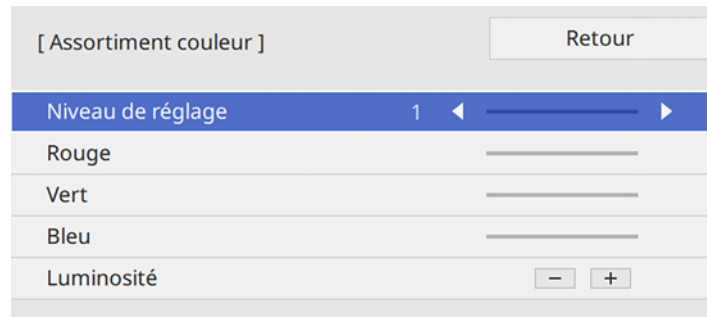 [ Assortiment couleur ] Retour
Niveau de réglage 1
Rouge
Vert
Bleu
Luminosité − +